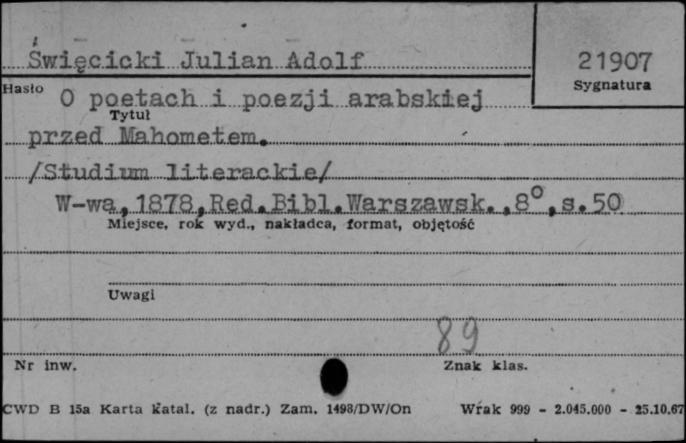 Święcicki Julian Adolf
21907
Sygnatura
Hasło
O poetach i poezji arabskiej
Tytuł
przed Mahometem.
/Studium literackie/
W-wa, 1878, Red. Bibl. Warszawsk., 8°, s. 50
Miejsce, rok wyd., nakładca, format, objętość
Uwagi
89
Nr inw.
Znak klas.
CWD B 15a Karta katal. (z nadr.) Zam. 1498/DW/On Wrak 999 - 2.045.000 - 25.10.67